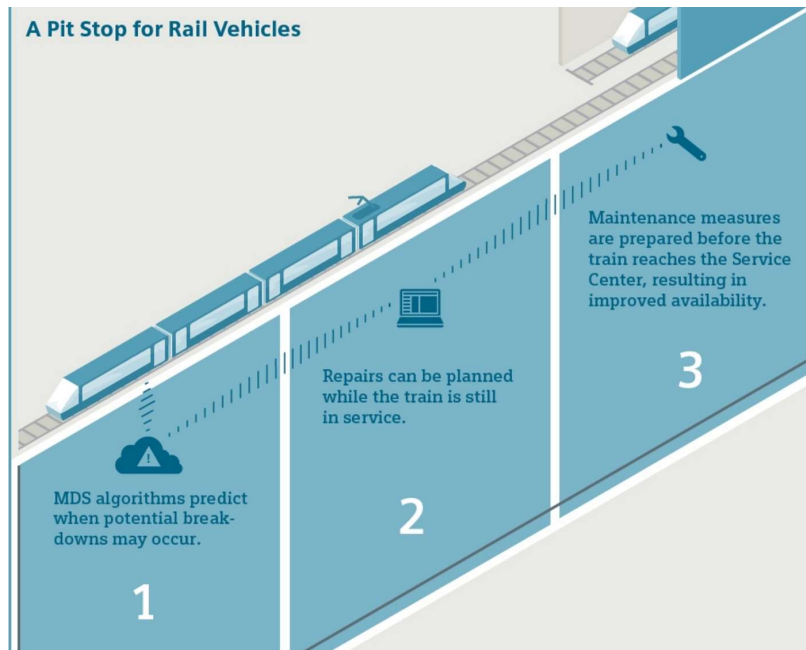 A Pit Stop for Rail Vehicles
MDS algorithms predict
when potential break-
downs may occur.
1
Repairs can be planned
while the train is still
in service.
2
Maintenance measures
are prepared before the
train reaches the Service
Center, resulting in
improved availability.
3